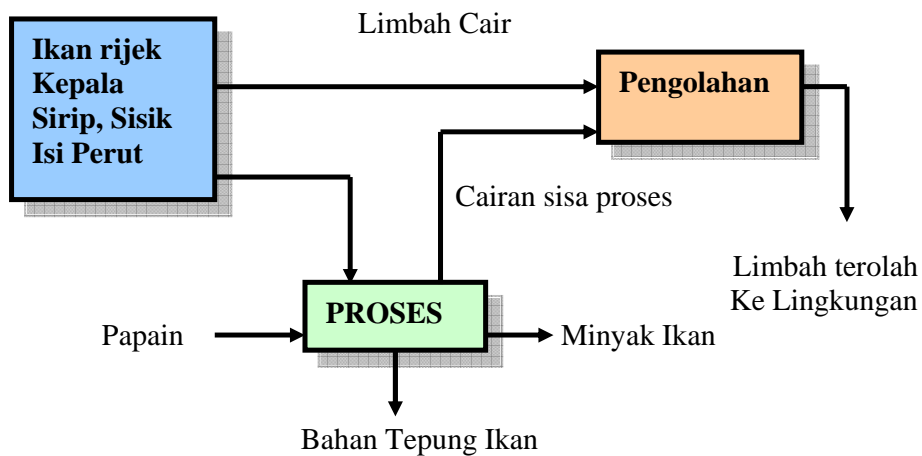 Limbah Cair
Ikan rijek
Kepala
Sirip, Sisik
Isi Perut
Pengolahan
Cairan sisa proses
Limbah terolah
Ke Lingkungan
PROSES
Papain
Minyak Ikan
Bahan Tepung Ikan